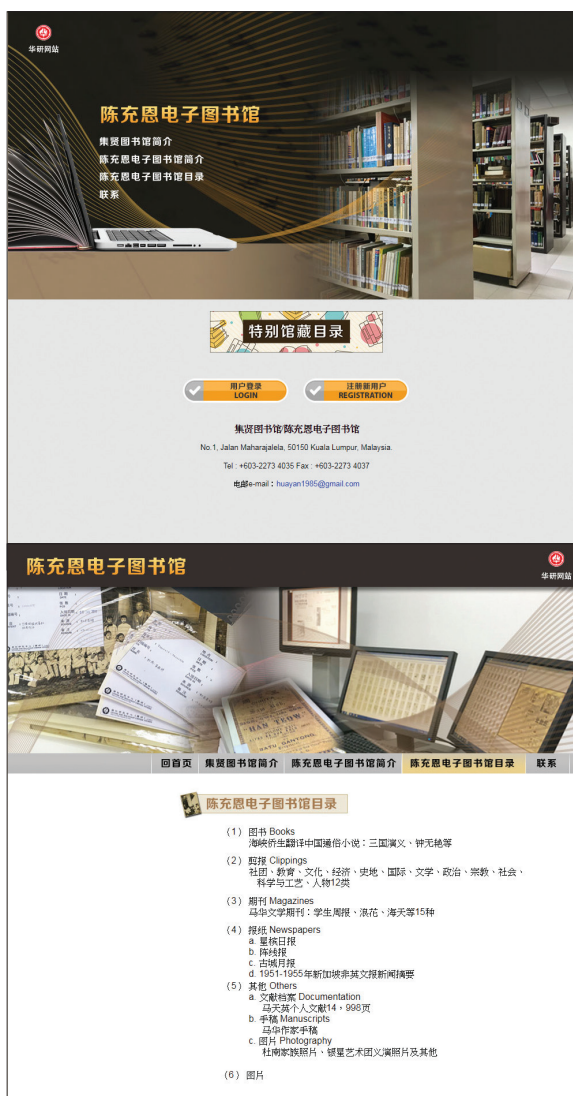 华研网站
陈充恩电子图书馆
集贤图书馆简介
陈充恩电子图书馆简介
陈充恩电子图书馆目录
联系
特别馆藏目录
用户登录
LOGIN
注册新用户
REGISTRATION
集贤图书馆/陈充恩电子图书馆
No.1, Jalan Maharajalela, 50150 Kuala Lumpur, Malaysia.
Tel : +603-2273 4035 Fax : +603-2273 4037
电邮e-mail：huayan1985@gmail.com
陈充恩电子图书馆
华研网站
HAN YEOW
BATU GANTONG
回首页 集贤图书馆简介 陈充恩电子图书馆简介 陈充恩电子图书馆目录 联系
陈充恩电子图书馆目录
（1）图书 Books
海峡侨生翻译中国通俗小说：三国演义、钟无艳等
（2）剪报 Clippings
社团、教育、文化、经济、史地、国际、文学、政治、宗教、社会、
科学与工艺、人物12类
（3）期刊 Magazines
马华文学期刊：学生周报、浪花、海天等15种
（4）报纸 Newspapers
a. 星槟日报
b. 阵线报
c. 古城月报
d. 1951-1955年新加坡非英文报新闻摘要
（5）其他 Others
a. 文献档案 Documentation
马天英个人文献14，998页
b. 手稿 Manuscripts
马华作家手稿
c. 图片 Photography
杜南家族照片、银星艺术团义演照片及其他
（6）图片